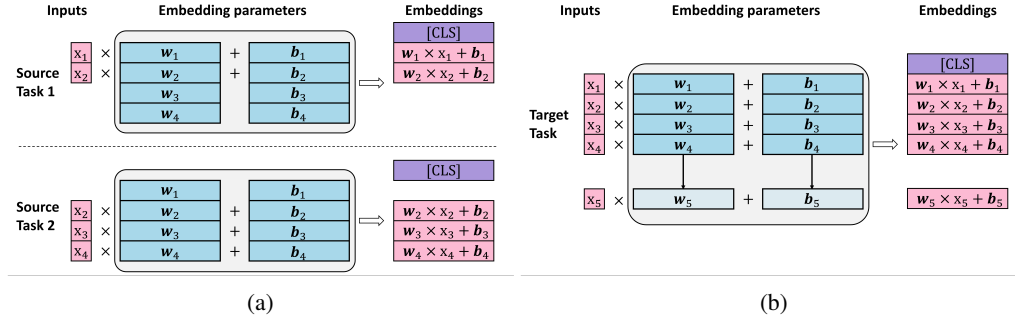 Inputs Embedding parameters Embeddings
[CLS]
x₁ × w₁ + b₁ w₁ × x₁ + b₁
x₂ × w₂ + b₂ w₂ × x₂ + b₂
Source
Task 1
w₃ b₃
w₄ b₄
[CLS]
w₁ b₁
Source
Task 2
x₂ × w₂ + b₂ w₂ × x₂ + b₂
x₃ × w₃ + b₃ w₃ × x₃ + b₃
x₄ × w₄ + b₄ w₄ × x₄ + b₄
(a)
Inputs Embedding parameters Embeddings
[CLS]
x₁ × w₁ + b₁ w₁ × x₁ + b₁
x₂ × w₂ + b₂ w₂ × x₂ + b₂
Target
Task
x₃ × w₃ + b₃ w₃ × x₃ + b₃
x₄ × w₄ + b₄ w₄ × x₄ + b₄
x₅ × w₅ + b₅ w₅ × x₅ + b₅
(b)